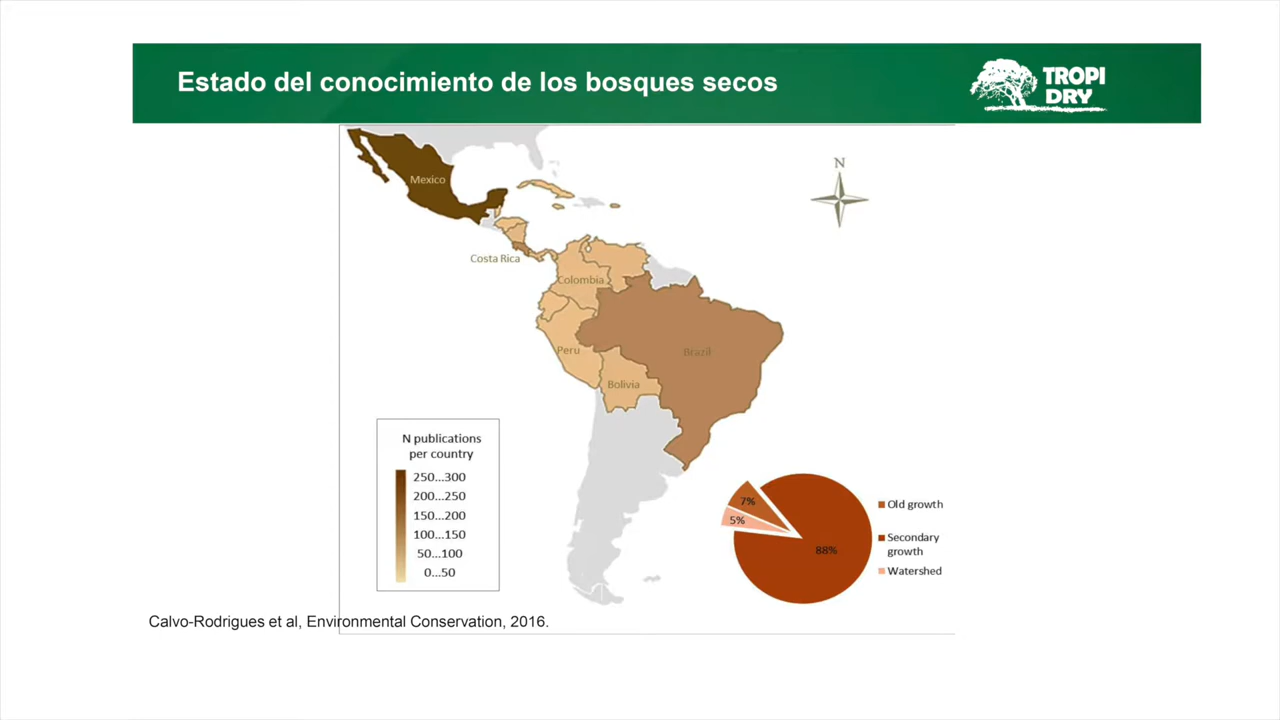 Estado del conocimiento de los bosques secos
TROPI
DRY
N
Mexico
Costa Rica
Colombia
Peru
Brazil
Bolivia
N publications
per country
250...300
200...250
150...200
100...150
50...100
0...50
7%
5%
88%
Old growth
Secondary
growth
Watershed
Calvo-Rodrigues et al, Environmental Conservation, 2016.